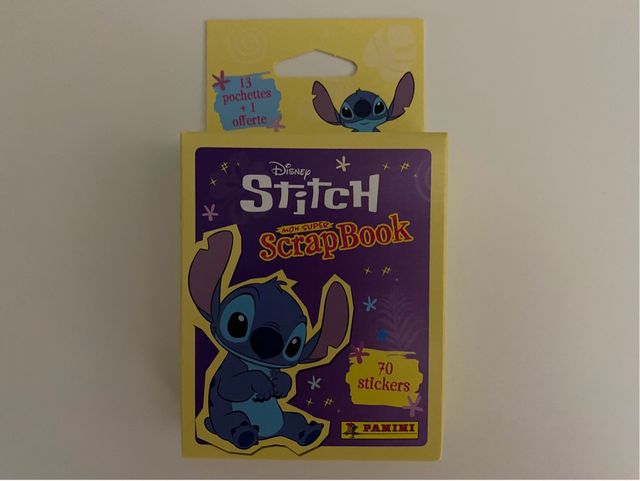 13
pochettes
+ 1
offerte
Disney
Stitch
MON SUPER
ScrapBook
70
stickers
PANINI